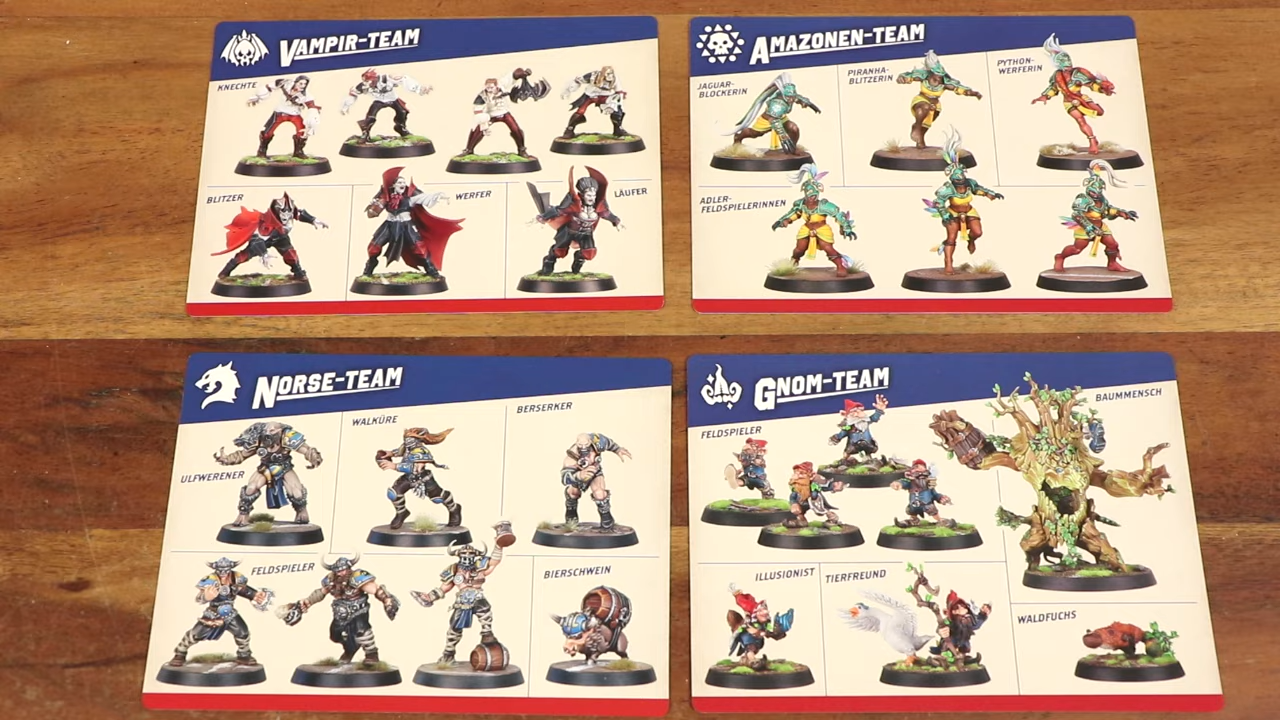 VAMPIR-TEAM
KNECHTE
BLITZER
WERFER
LÄUFER
AMAZONEN-TEAM
JAGUAR-
BLOCKERIN
PIRANHA-
BLITZERIN
PYTHON-
WERFERIN
ADLER-
FELDSPIELERINNEN
NORSE-TEAM
ULFWERENER
WALKÜRE
BERSERKER
FELDSPIELER
BIERSCHWEIN
GNOM-TEAM
FELDSPIELER
BAUMMENSCH
ILLUSIONIST
TIERFREUND
WALDFUCHS